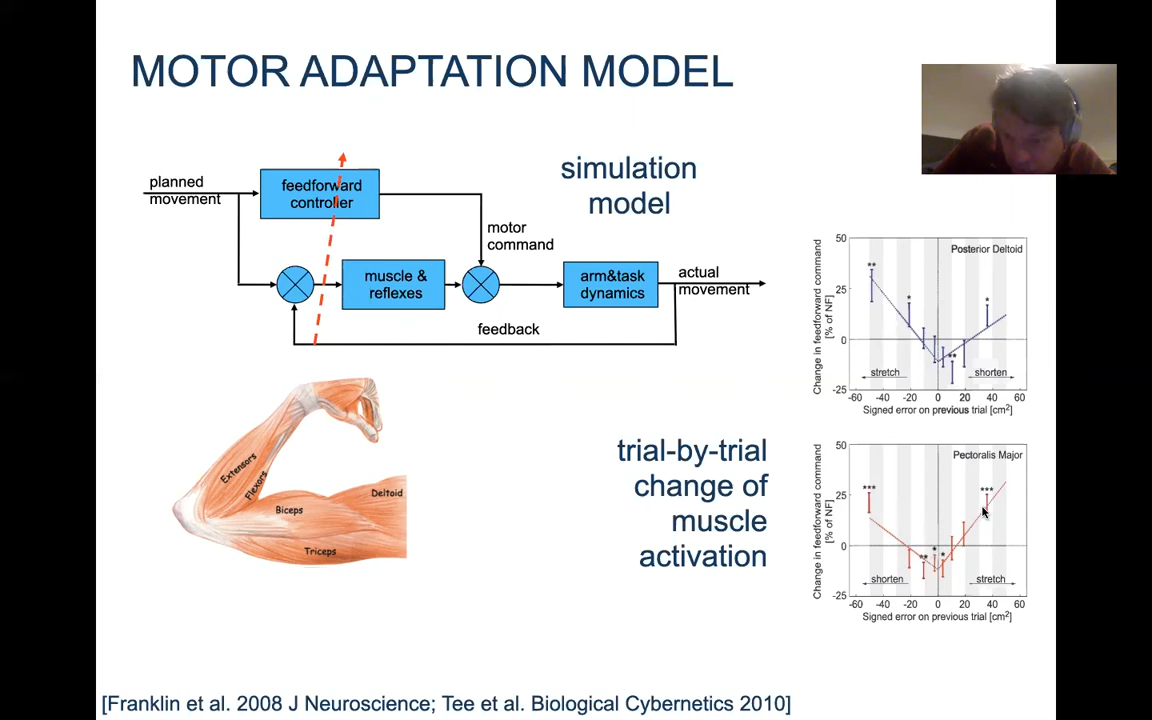 MOTOR ADAPTATION MODEL
planned
movement
feedforward
controller
simulation
model
motor
command
muscle &
reflexes
arm&task
dynamics
actual
movement
feedback
Posterior Deltoid
Change in feedforward command
[% of NF]
50
25
0
-25
** * ** *
stretch shorten
-60 -40 -20 0 20 40 60
Signed error on previous trial [cm²]
Extensors
Flexors
Biceps
Deltoid
Triceps
trial-by-trial
change of
muscle
activation
Pectoralis Major
Change in feedforward command
[% of NF]
50
25
0
-25
*** ** * * ***
shorten stretch
-60 -40 -20 0 20 40 60
Signed error on previous trial [cm²]
[Franklin et al. 2008 J Neuroscience; Tee et al. Biological Cybernetics 2010]